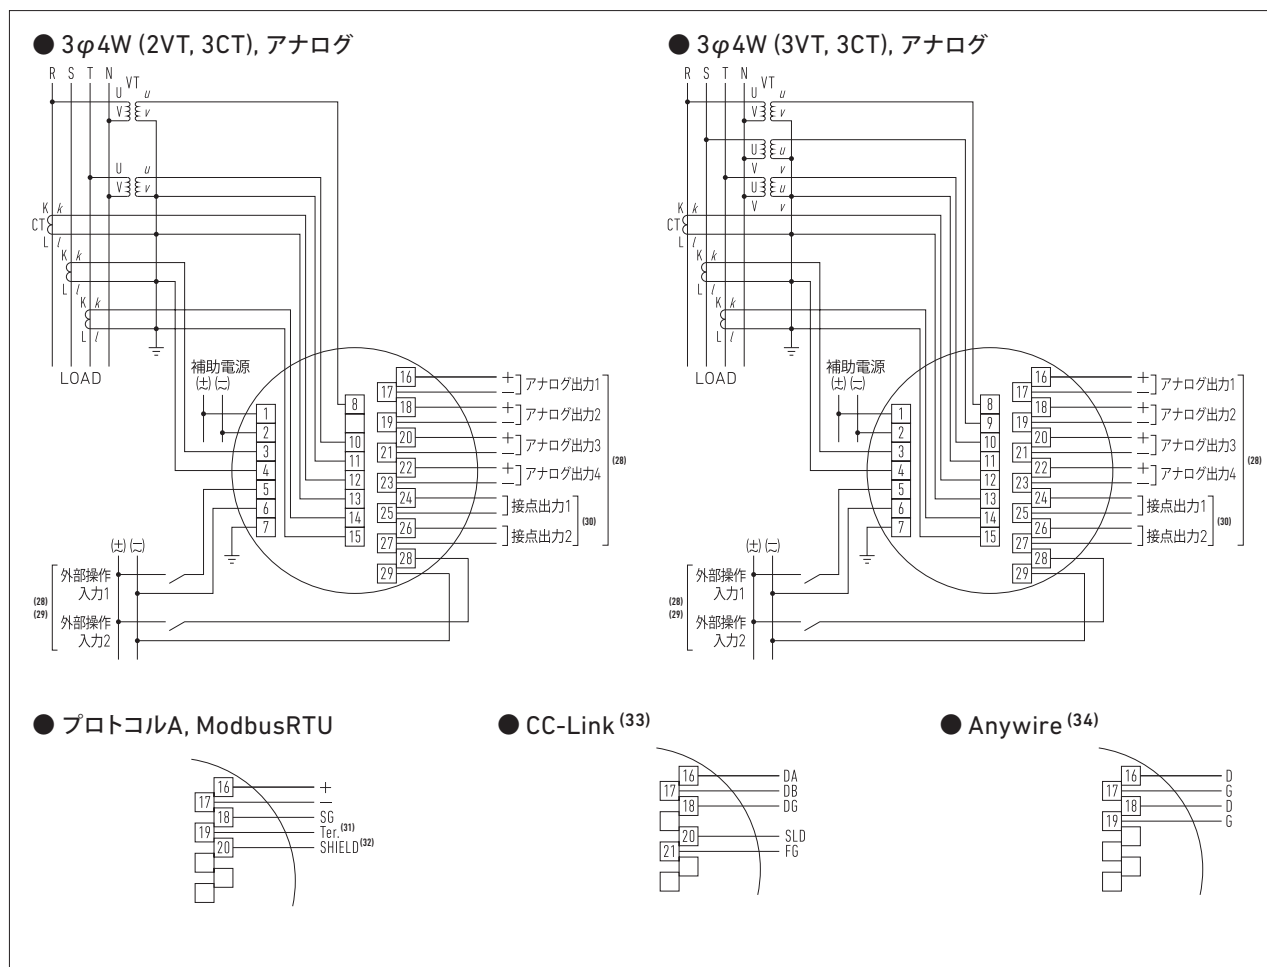 ● 3φ4W (2VT, 3CT), アナログ
R S T N
VT
U u
V v
U u
V v
K k
CT
L l
K k
L l
K k
L l
LOAD
補助電源
(±) (≂)
1
2
3
4
5
6
7
8
10
11
12
13
14
15
16
17
18
19
20
21
22
23
24
25
26
27
28
29
+
− アナログ出力1
+
− アナログ出力2
+
− アナログ出力3
+
− アナログ出力4
接点出力1
接点出力2
(30)
(28)
(±) (≂)
外部操作
入力1
外部操作
入力2
(28)
(29)
● 3φ4W (3VT, 3CT), アナログ
R S T N
VT
U u
V v
U u
V v
U u
V v
K k
CT
L l
K k
L l
K k
L l
LOAD
補助電源
(±) (≂)
1
2
3
4
5
6
7
8
9
10
11
12
13
14
15
16
17
18
19
20
21
22
23
24
25
26
27
28
29
+
− アナログ出力1
+
− アナログ出力2
+
− アナログ出力3
+
− アナログ出力4
接点出力1
接点出力2
(30)
(28)
(±) (≂)
外部操作
入力1
外部操作
入力2
(28)
(29)
● プロトコルA, ModbusRTU
16 +
17 −
18 SG
19 Ter.(31)
20 SHIELD(32)
● CC-Link (33)
16 DA
17 DB
18 DG
20 SLD
21 FG
● Anywire (34)
16 D
17 G
18 D
19 G